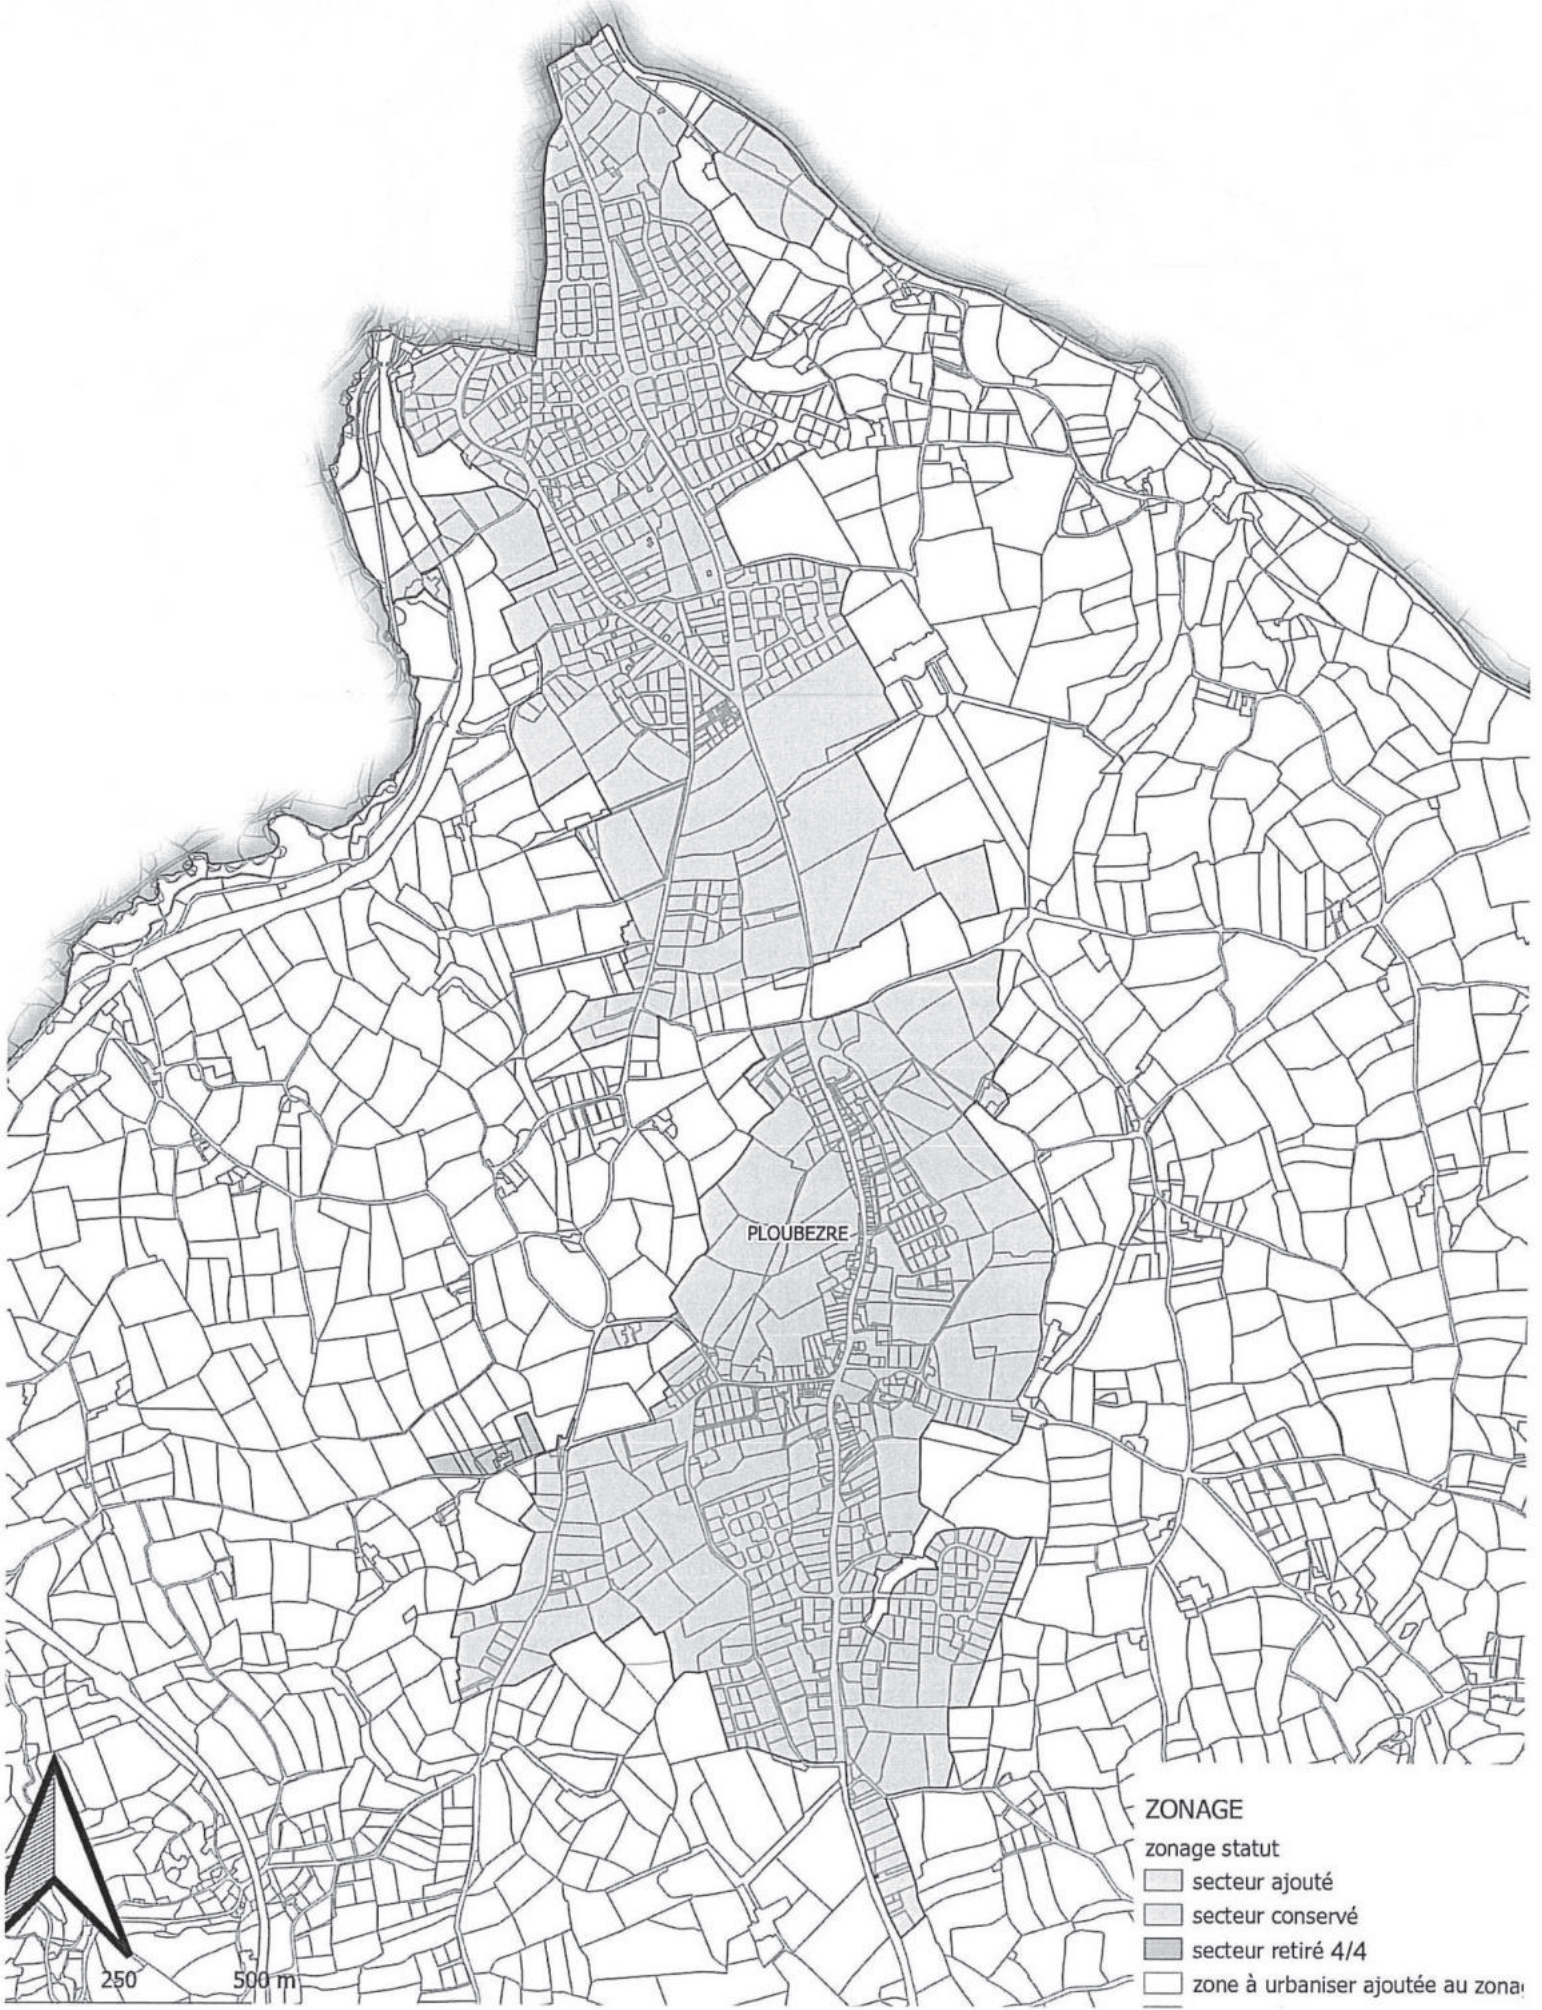 PLOUBEZRE
ZONAGE
zonage statut
secteur ajouté
secteur conservé
secteur retiré 4/4
zone à urbaniser ajoutée au zona
250 500 m